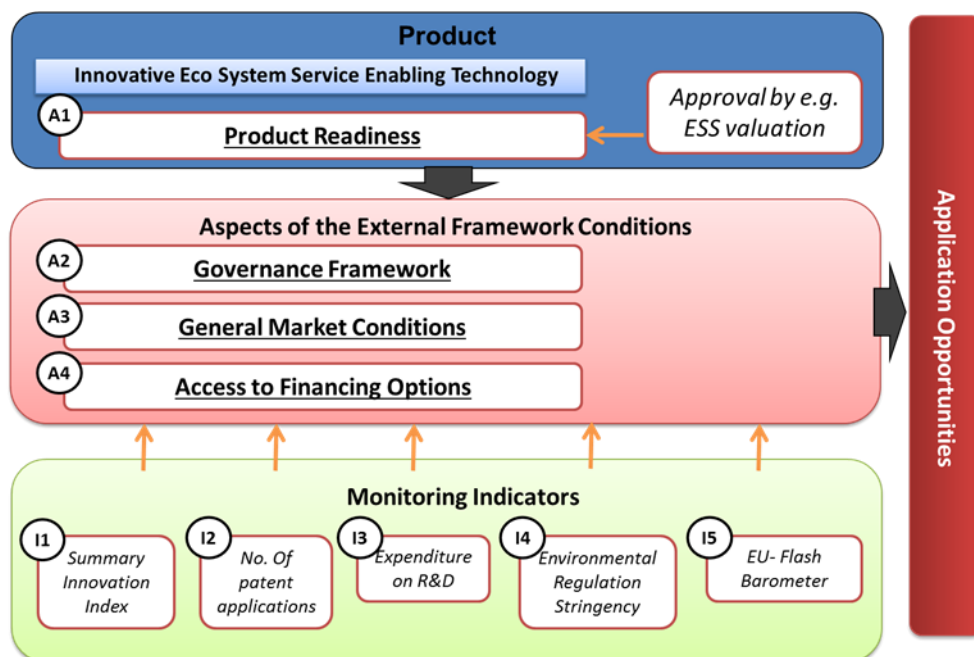 Product
Innovative Eco System Service Enabling Technology
A1
Product Readiness
Approval by e.g.
ESS valuation
Aspects of the External Framework Conditions
A2
Governance Framework
A3
General Market Conditions
A4
Access to Financing Options
Application Opportunities
Monitoring Indicators
I1
Summary
Innovation
Index
I2
No. Of
patent
applications
I3
Expenditure
on R&D
I4
Environmental
Regulation
Stringency
I5
EU- Flash
Barometer